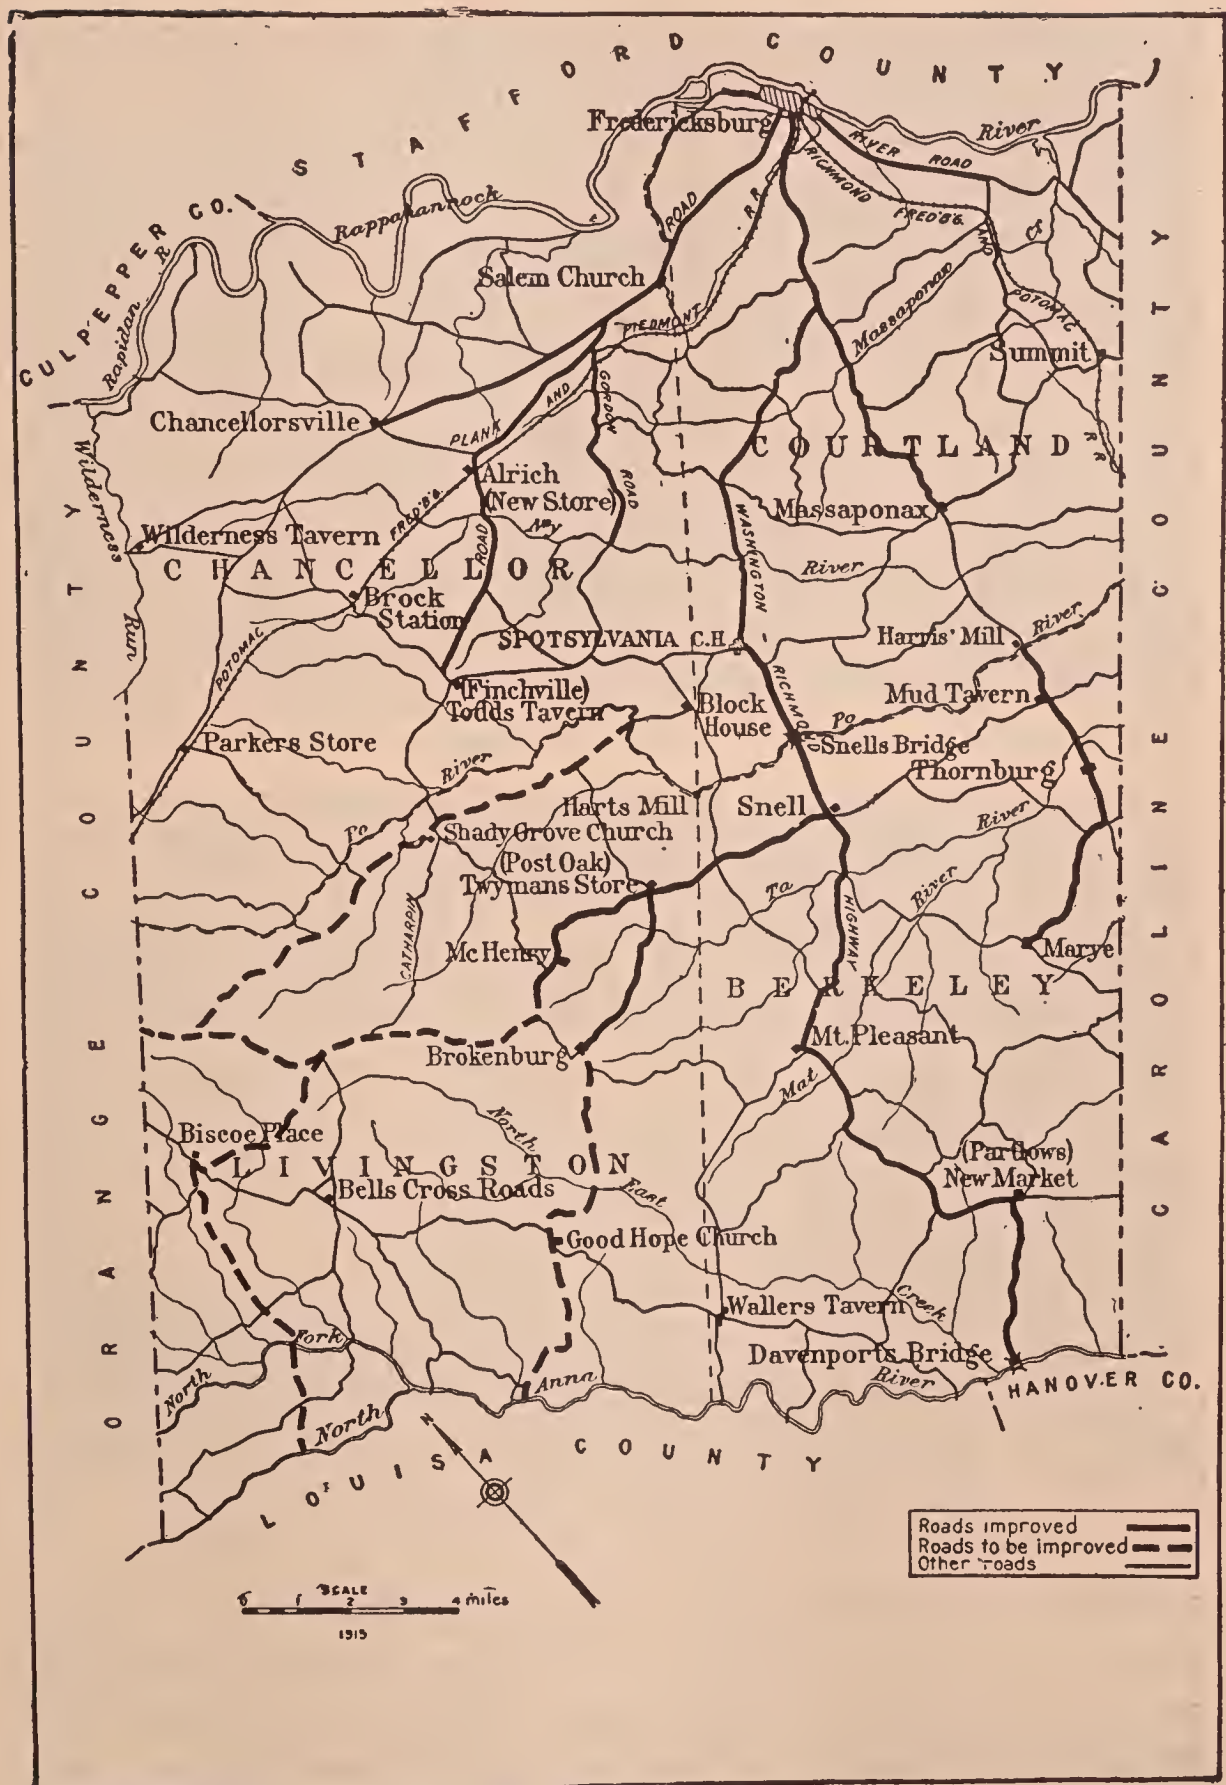 STAFFORD COUNTY
CULPEPPER CO.
Fredericksburg
River
RIVER ROAD
RICHMOND
FRED'B'G
AND
POTOMAC
R R
ROAD
R R
Rappahannock
Rapidan R
Salem Church
PIEDMONT
Massaponax
Cr
Summit
Chancellorsville
PLANK
AND
GORDON
ROAD
COURTLAND
Alrich
(New Store)
Massaponax
Wilderness
Run
Wilderness Tavern
FRED'B'G.
ROAD
Ny
River
WASHINGTON
CHANCELLOR
Brock
Station
SPOTSYLVANIA C.H.
Harris' Mill
River
POTOMAC
(Finchville)
Todds Tavern
Block
House
RICHMOND
Mud Tavern
Po
Parkers Store
River
Snells Bridge
Thornburg
Harts Mill
Snell
River
Po
Shady Grove Church
(Post Oak)
Twymans Store
Ta
River
HIGHWAY
CATHARPIN
Mc Henry
Marye
BERKELEY
Brokenburg
Mt. Pleasant
Mat
North
Biscoe Place
(Partlows)
New Market
LIVINGSTON
Bells Cross Roads
East
Good Hope Church
Creek
Wallers Tavern
Fork
Davenports Bridge
North
Anna
River
HANOVER CO.
North
N
LOUISA COUNTY
ORANGE COUNTY
CAROLINE COUNTY
Roads improved
Roads to be improved
Other roads
SCALE
0 1 2 3 4 miles
1915